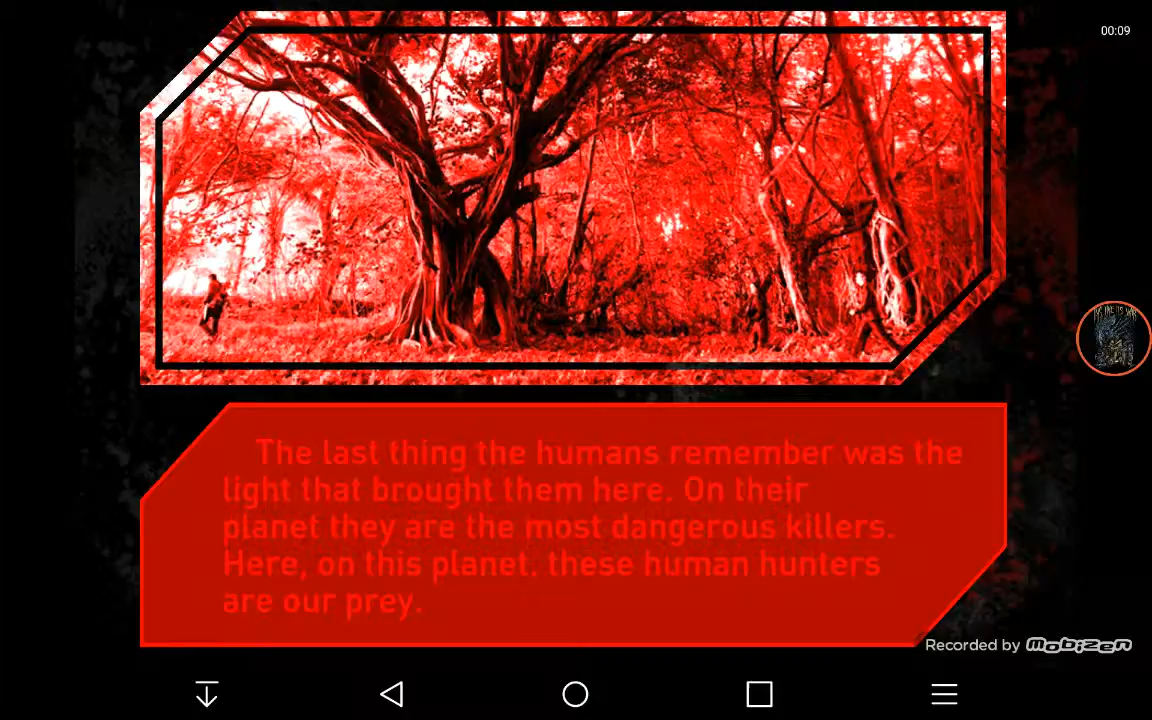 00:09
The last thing the humans remember was the
light that brought them here. On their
planet they are the most dangerous killers.
Here, on this planet, these human hunters
are our prey.
Recorded by Mobizen